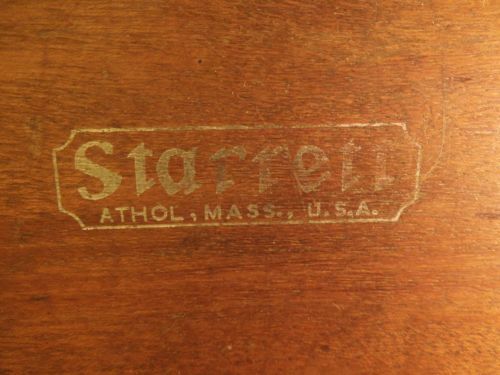 Starrett
ATHOL, MASS., U.S.A.